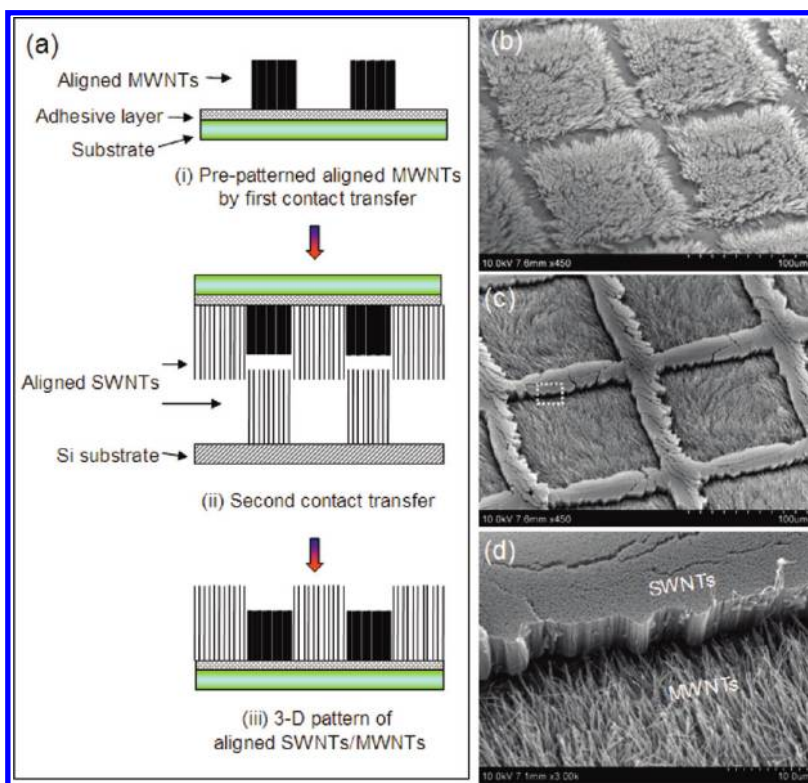 (a)
Aligned MWNTs
Adhesive layer
Substrate
(i) Pre-patterned aligned MWNTs
by first contact transfer
Aligned SWNTs
Si substrate
(ii) Second contact transfer
(iii) 3-D pattern of
aligned SWNTs/MWNTs
(b)
10.0kV 7.6mm x450
100um
(c)
10.0kV 7.6mm x450
100um
(d)
SWNTs
MWNTs
10.0kV 7.1mm x3.00k
10.0um